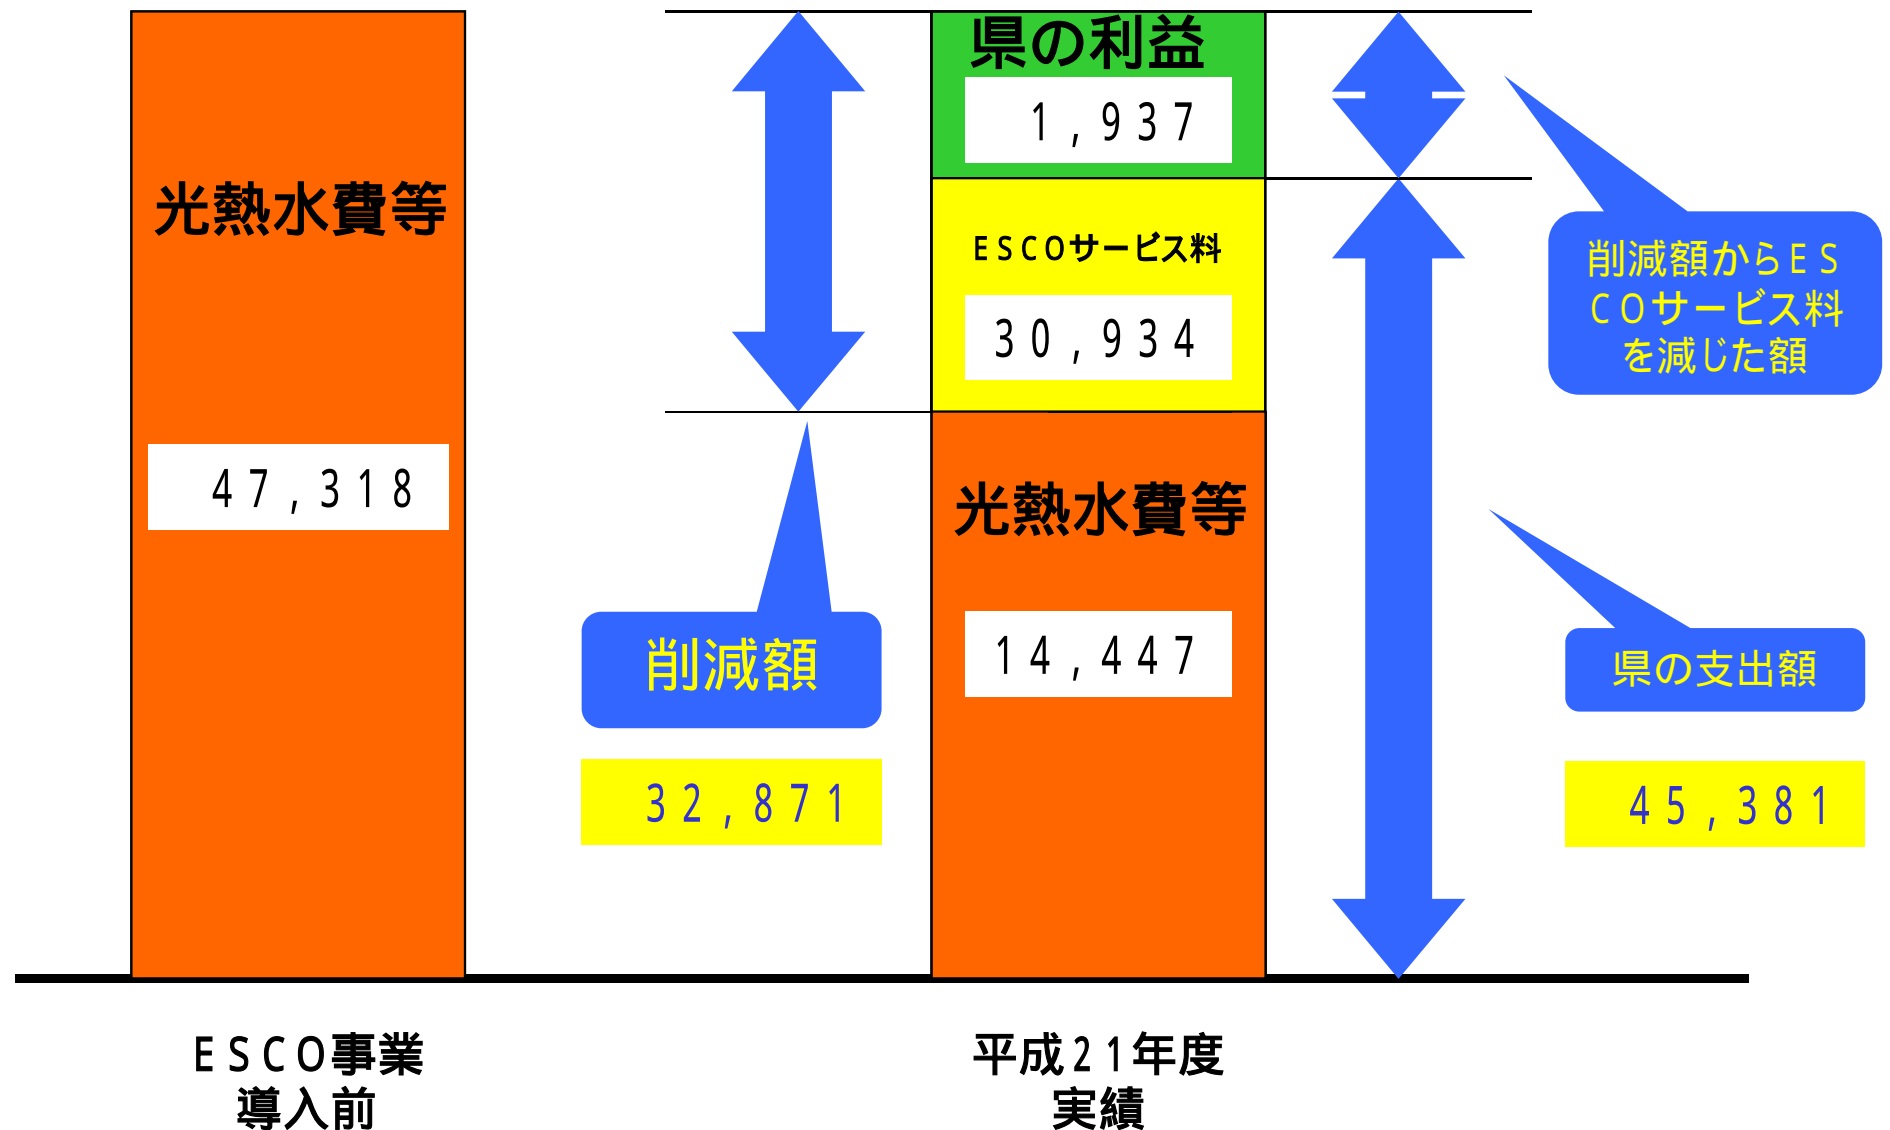 光熱水費等
47,318
ESCO事業
導入前
削減額
32,871
県の利益
1,937
ESCOサービス料
30,934
光熱水費等
14,447
平成21年度
実績
削減額からES
COサービス料
を減じた額
県の支出額
45,381